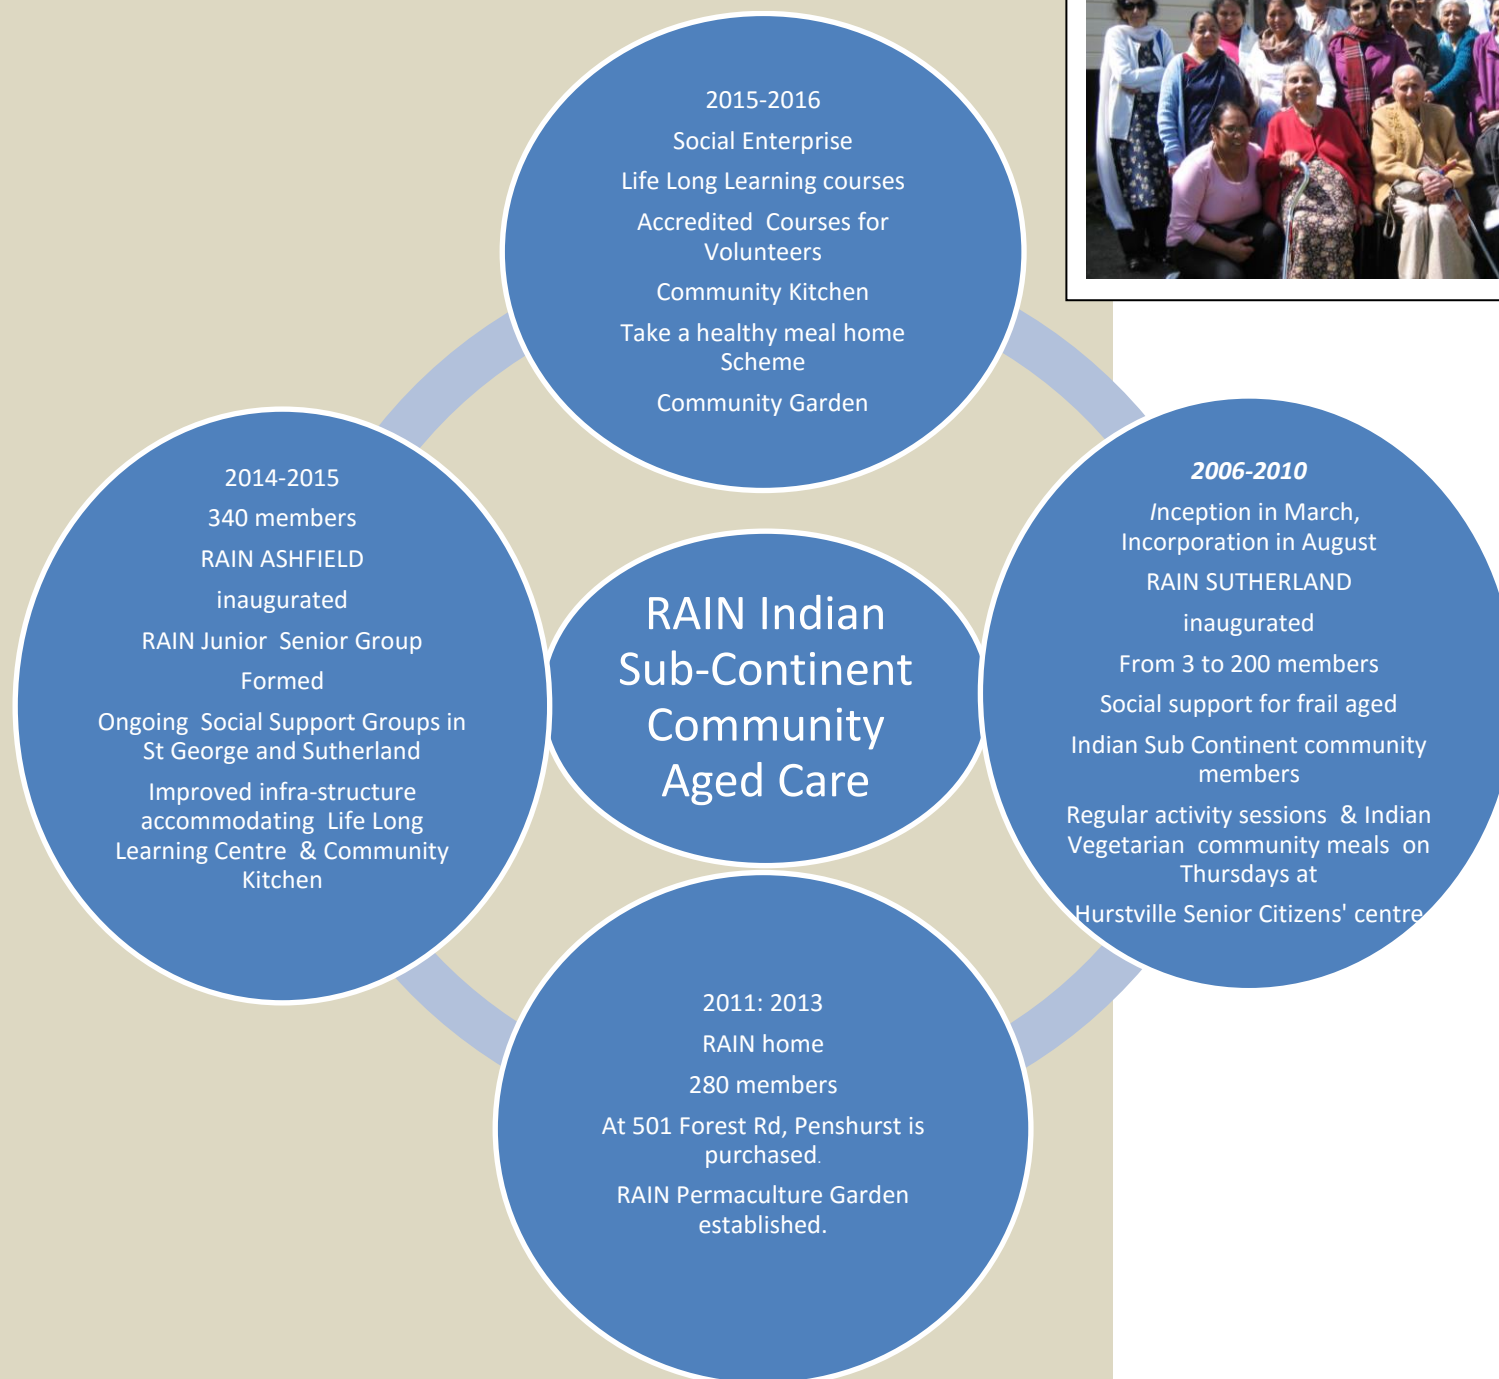 2015-2016
Social Enterprise
Life Long Learning courses
Accredited Courses for
Volunteers
Community Kitchen
Take a healthy meal home
Scheme
Community Garden
2006-2010
Inception in March,
Incorporation in August
RAIN SUTHERLAND
inaugurated
From 3 to 200 members
Social support for frail aged
Indian Sub Continent community
members
Regular activity sessions & Indian
Vegetarian community meals on
Thursdays at
Hurstville Senior Citizens' centre
2011: 2013
RAIN home
280 members
At 501 Forest Rd, Penshurst is
purchased.
RAIN Permaculture Garden
established.
2014-2015
340 members
RAIN ASHFIELD
inaugurated
RAIN Junior Senior Group
Formed
Ongoing Social Support Groups in
St George and Sutherland
Improved infra-structure
accommodating Life Long
Learning Centre & Community
Kitchen
RAIN Indian
Sub-Continent
Community
Aged Care